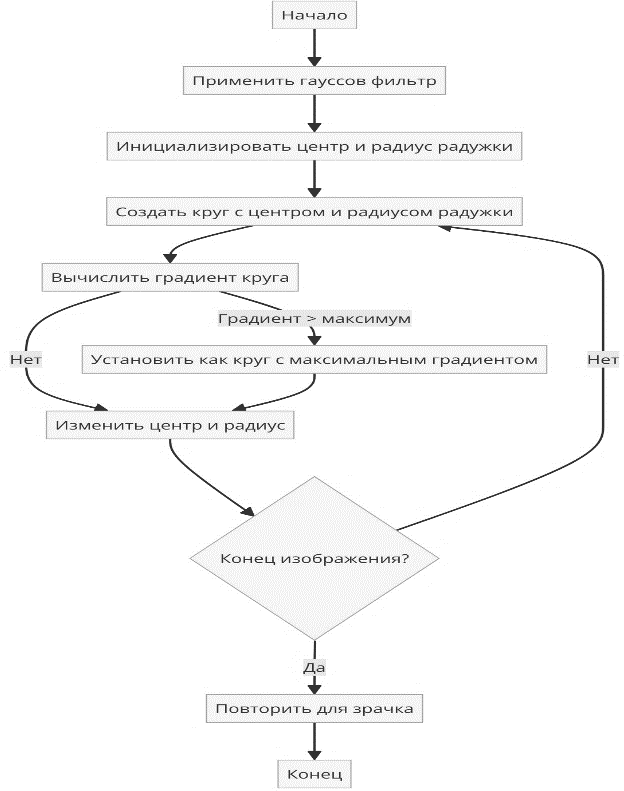 Начало
Применить гауссов фильтр
Инициализировать центр и радиус радужки
Создать круг с центром и радиусом радужки
Вычислить градиент круга
Градиент > максимум
Нет
Установить как круг с максимальным градиентом
Нет
Изменить центр и радиус
Конец изображения?
Да
Повторить для зрачка
Конец